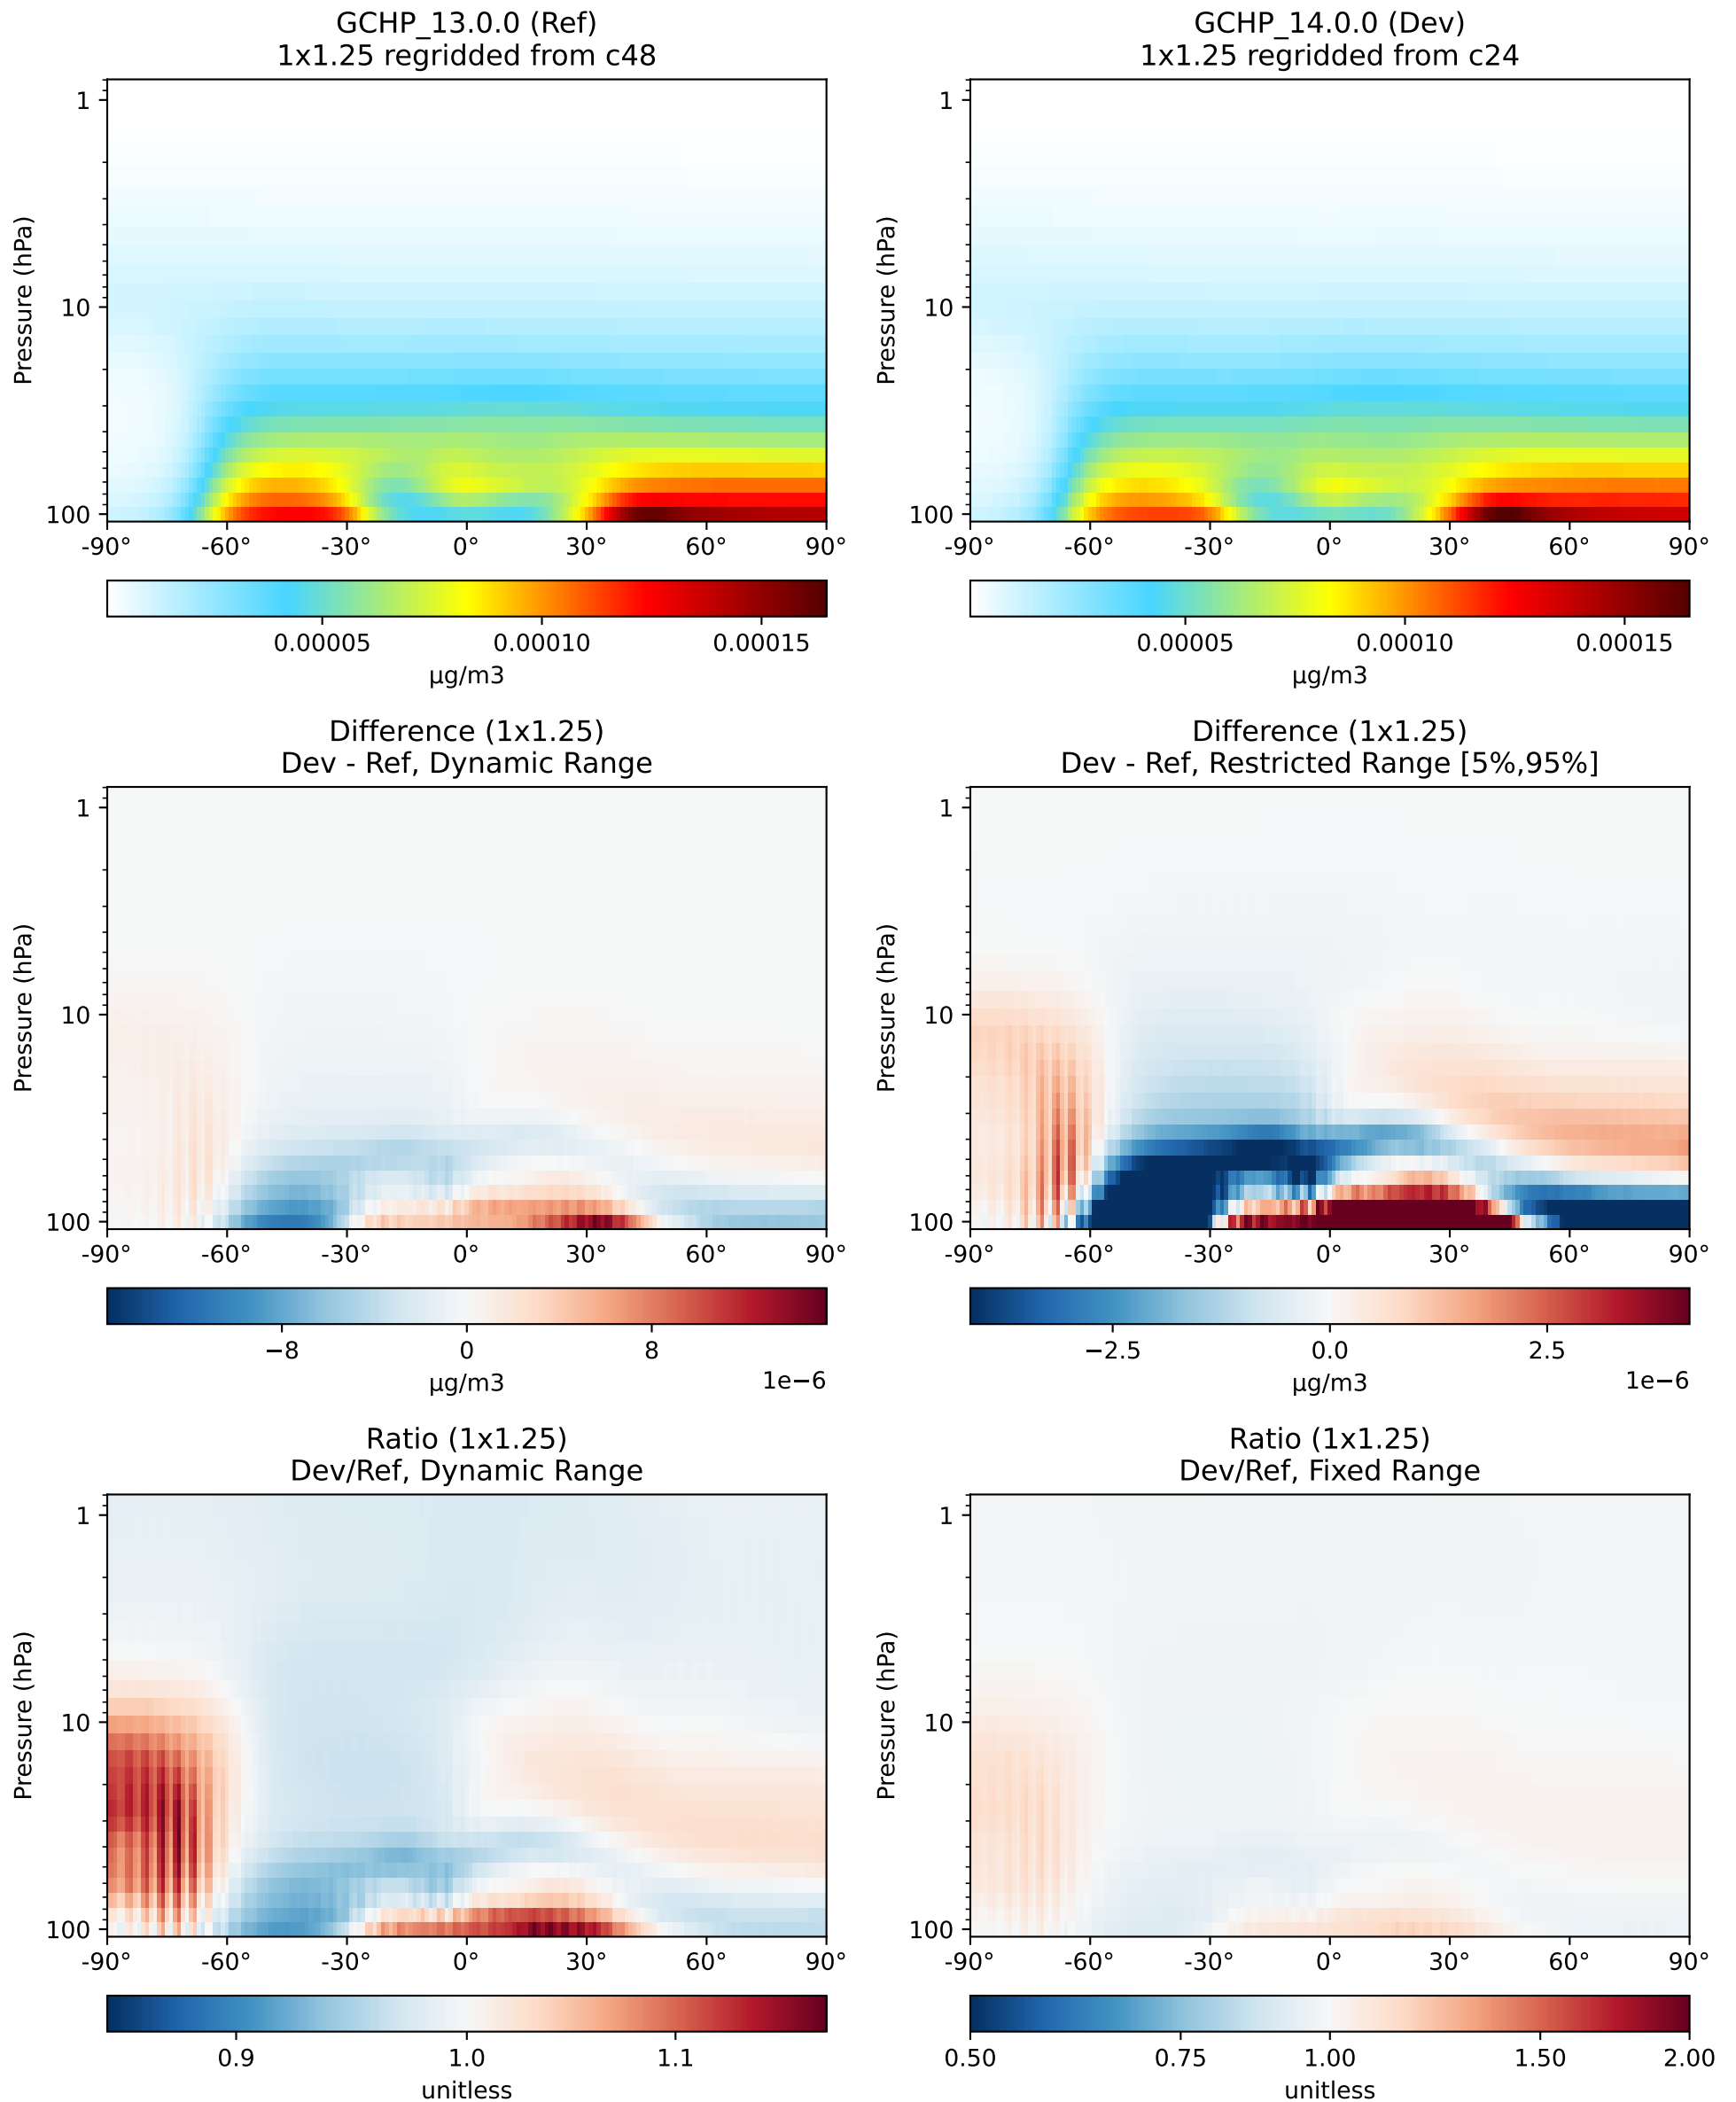 GCHP_13.0.0 (Ref)
1x1.25 regridded from c48
Pressure (hPa)
1
10
100
-90° -60° -30° 0° 30° 60° 90°
0.00005 0.00010 0.00015
μg/m3
GCHP_14.0.0 (Dev)
1x1.25 regridded from c24
Pressure (hPa)
1
10
100
-90° -60° -30° 0° 30° 60° 90°
0.00005 0.00010 0.00015
μg/m3
Difference (1x1.25)
Dev - Ref, Dynamic Range
Pressure (hPa)
1
10
100
-90° -60° -30° 0° 30° 60° 90°
−8 0 8
μg/m3 1e−6
Difference (1x1.25)
Dev - Ref, Restricted Range [5%,95%]
Pressure (hPa)
1
10
100
-90° -60° -30° 0° 30° 60° 90°
−2.5 0.0 2.5
μg/m3 1e−6
Ratio (1x1.25)
Dev/Ref, Dynamic Range
Pressure (hPa)
1
10
100
-90° -60° -30° 0° 30° 60° 90°
0.9 1.0 1.1
unitless
Ratio (1x1.25)
Dev/Ref, Fixed Range
Pressure (hPa)
1
10
100
-90° -60° -30° 0° 30° 60° 90°
0.50 0.75 1.00 1.50 2.00
unitless